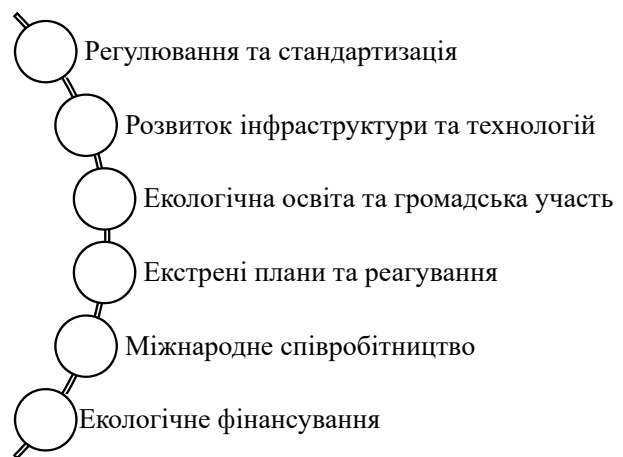 Регулювання та стандартизація
Розвиток інфраструктури та технологій
Екологічна освіта та громадська участь
Екстрені плани та реагування
Міжнародне співробітництво
Екологічне фінансування